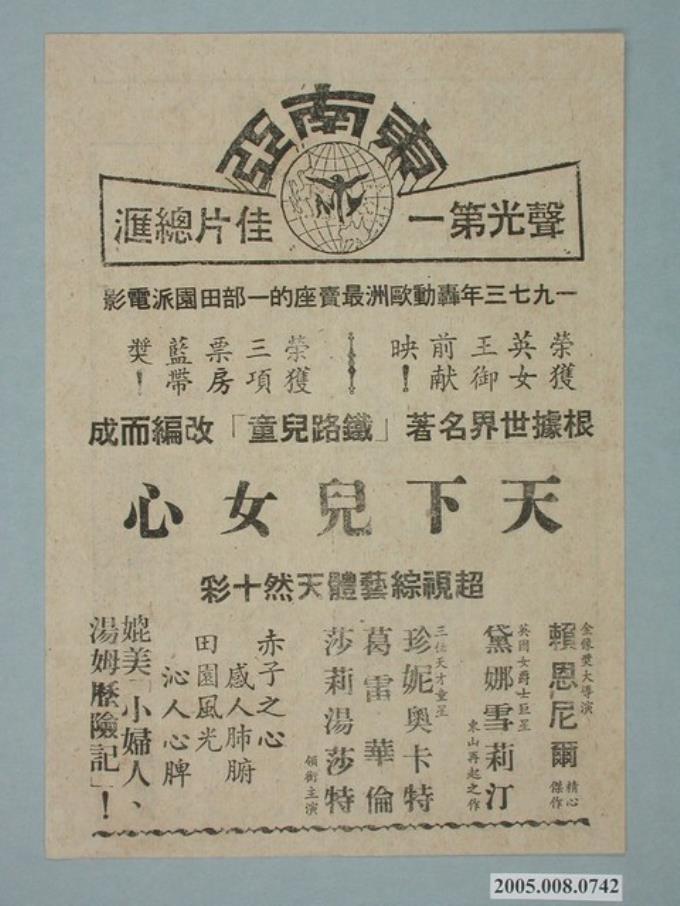 東南亞
聲光第一
佳片總滙
一九七三年轟動歐洲最賣座的一部田園派電影
榮獲英女王御前献映！
榮獲三項票房藍帶獎！
根據世界名著「鐵路兒童」改編而成
天下兒女心
超視綜藝體天然十彩
金像獎大導演
賴恩尼爾
精心傑作
英國女爵士巨星
黛娜雪莉汀
東山再起之作
三位天才童星
珍妮奧卡特
葛雷華倫
莎莉湯莎特
領銜主演
赤子之心
感人肺腑
田園風光
沁人心脾
媲美「小婦人、
湯姆歷險記」！
2005.008.0742